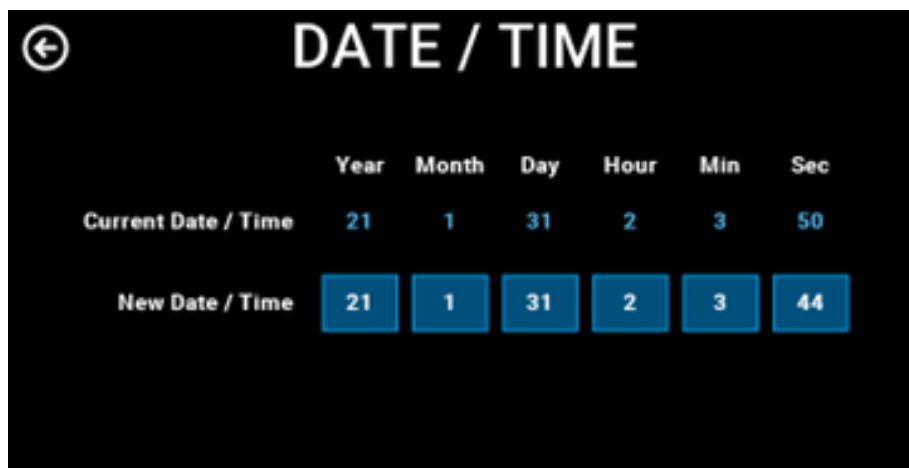 DATE / TIME
Year Month Day Hour Min Sec
Current Date / Time 21 1 31 2 3 50
New Date / Time 21 1 31 2 3 44